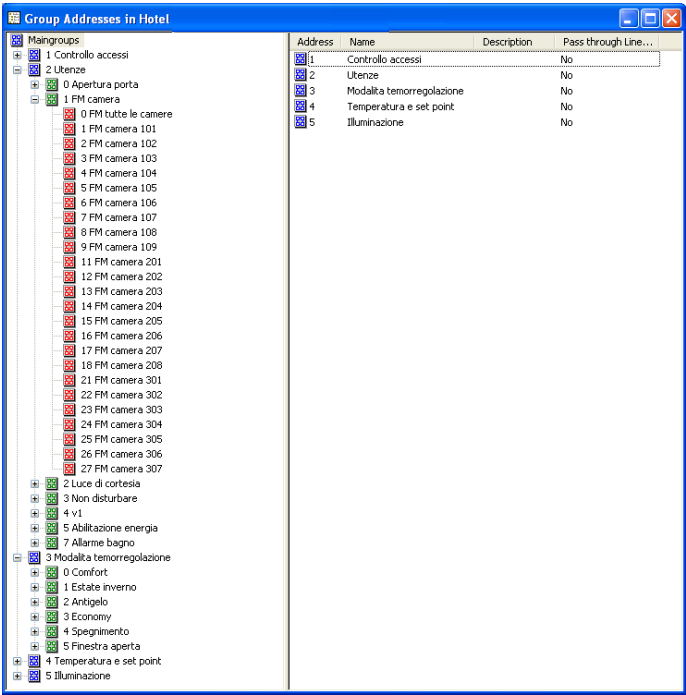 Group Addresses in Hotel
Maingroups
1 Controllo accessi
2 Utenze
0 Apertura porta
1 FM camera
0 FM tutte le camere
1 FM camera 101
2 FM camera 102
3 FM camera 103
4 FM camera 104
5 FM camera 105
6 FM camera 106
7 FM camera 107
8 FM camera 108
9 FM camera 109
11 FM camera 201
12 FM camera 202
13 FM camera 203
14 FM camera 204
15 FM camera 205
16 FM camera 206
17 FM camera 207
18 FM camera 208
21 FM camera 301
22 FM camera 302
23 FM camera 303
24 FM camera 304
25 FM camera 305
26 FM camera 306
27 FM camera 307
2 Luce di cortesia
3 Non disturbare
4 v1
5 Abilitazione energia
7 Allarme bagno
3 Modalita temorregolazione
0 Comfort
1 Estate inverno
2 Antigelo
3 Economy
4 Spegnimento
5 Finestra aperta
4 Temperatura e set point
5 Illuminazione
Address Name Description Pass through Line...
1 Controllo accessi No
2 Utenze No
3 Modalita temorregolazione No
4 Temperatura e set point No
5 Illuminazione No